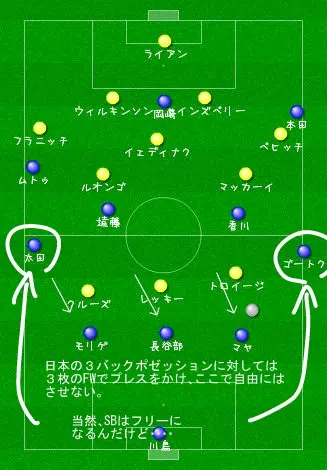 ライアン
ウィルキンソン 岡崎 インズベリー
本田
フラニッチ
イェディナク
ベヒッチ
ムトゥ
ルオンゴ
マッカーイ
遠藤
香川
太田
ゴートク
クルーズ
レッキー
トロイージ
モリゲ
長谷部
マヤ
日本の3バックポゼッションに対しては
3枚のFWでプレスをかけ、ここで自由には
させない。
当然、SBはフリーに
なるんだけど・・・
川島